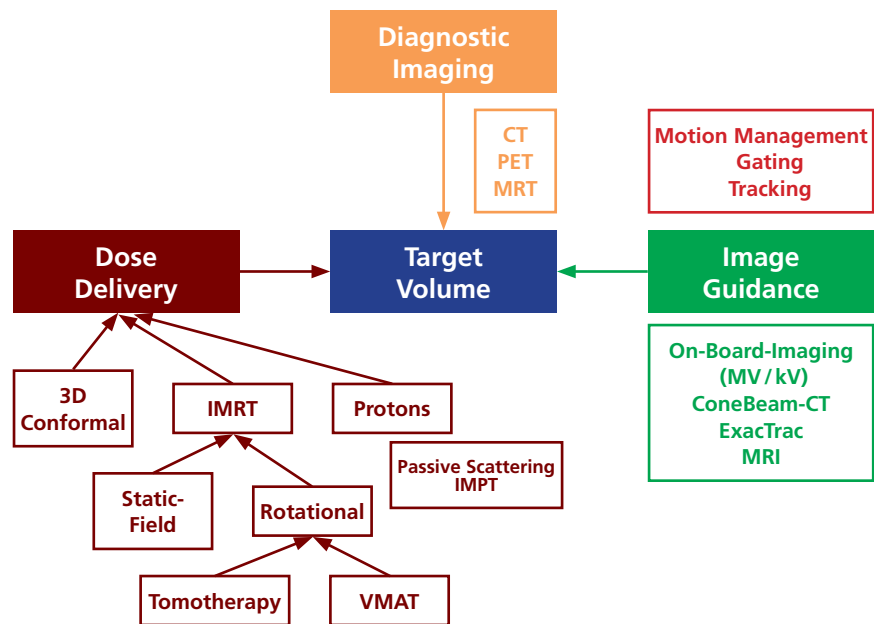 Diagnostic
Imaging
CT
PET
MRT
Motion Management
Gating
Tracking
Dose
Delivery
Target
Volume
Image
Guidance
3D
Conformal
IMRT
Protons
On-Board-Imaging
(MV / kV)
ConeBeam-CT
ExacTrac
MRI
Passive Scattering
IMPT
Static-
Field
Rotational
Tomotherapy
VMAT